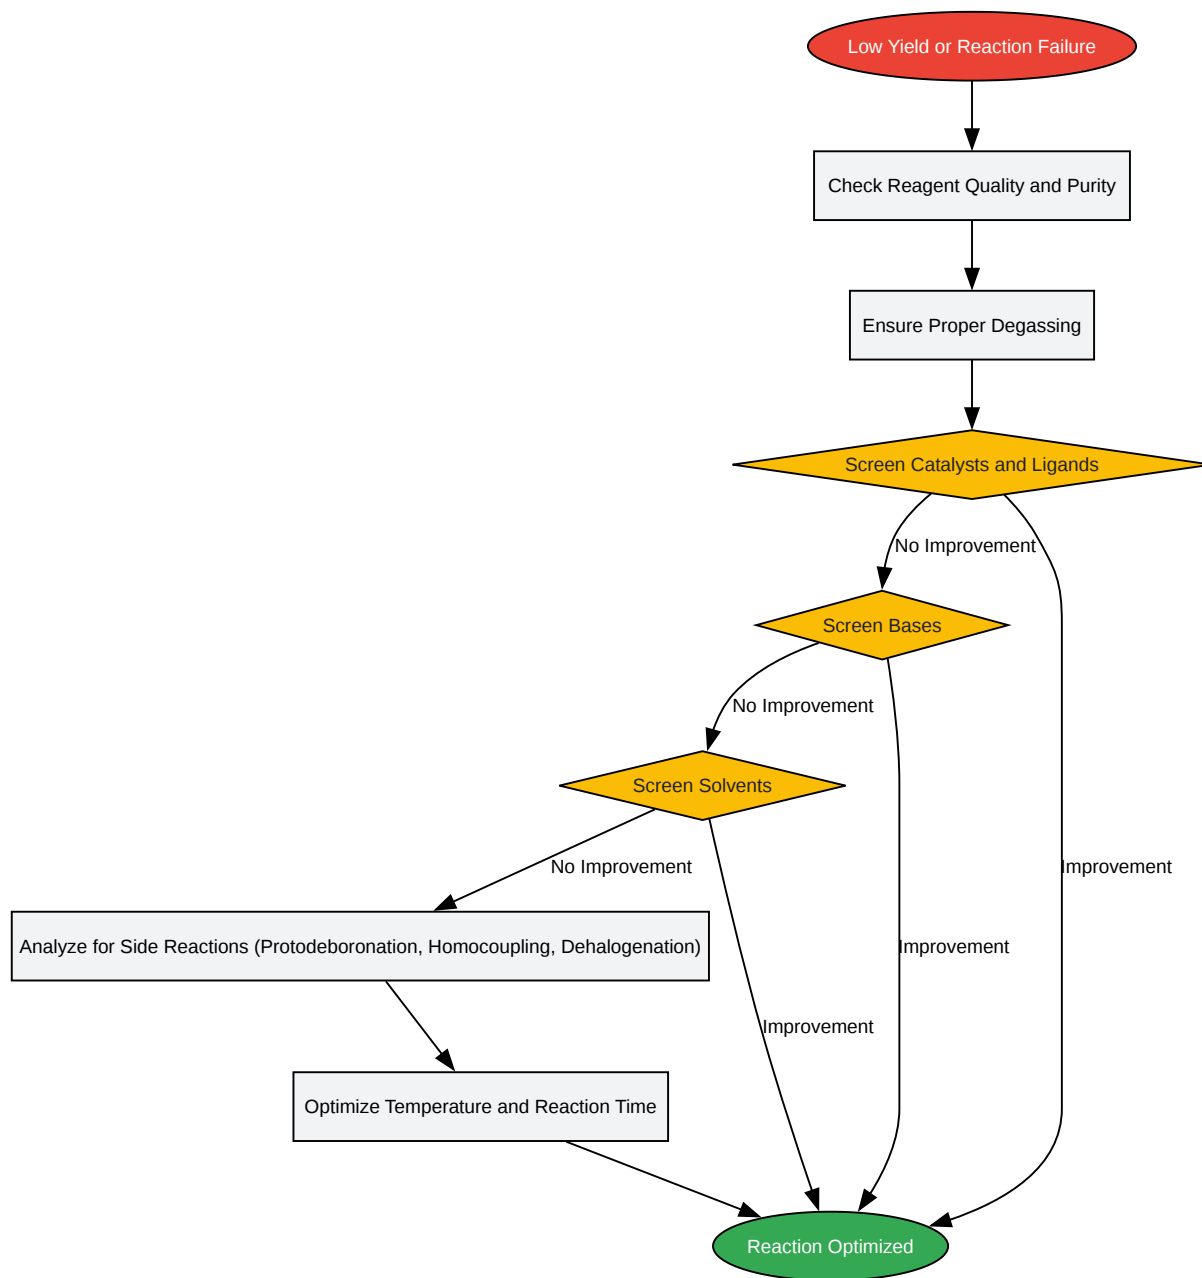 Low Yield or Reaction Failure
Check Reagent Quality and Purity
Ensure Proper Degassing
Screen Catalysts and Ligands
No Improvement
Screen Bases
No Improvement
Screen Solvents
No Improvement
Improvement
Analyze for Side Reactions (Protodeboronation, Homocoupling, Dehalogenation)
Improvement
Improvement
Optimize Temperature and Reaction Time
Reaction Optimized